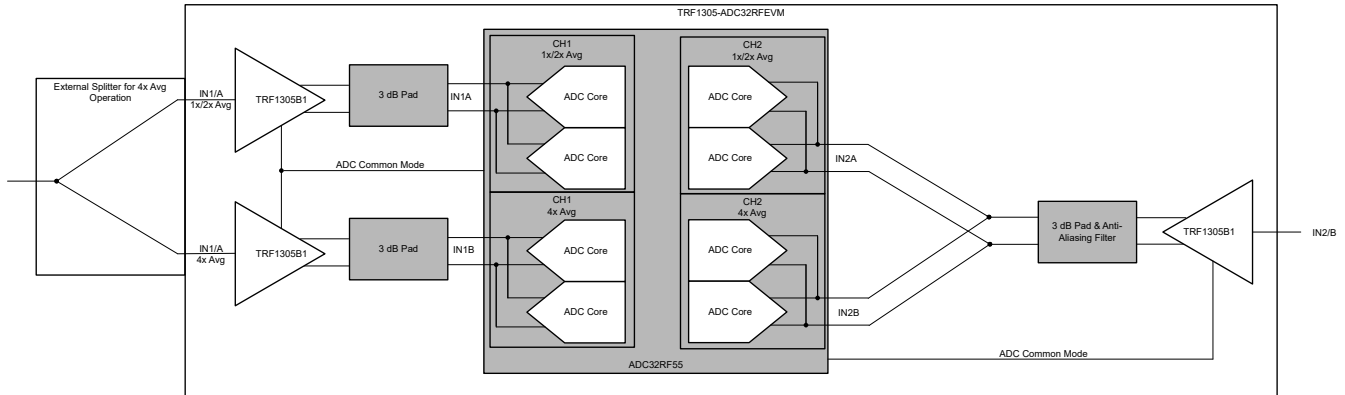 TRF1305-ADC32RFEVM
External Splitter for 4x Avg
Operation
IN1/A
1x/2x Avg
TRF1305B1
3 dB Pad
IN1A
CH1
1x/2x Avg
ADC Core
ADC Core
ADC Common Mode
IN1/A
4x Avg
TRF1305B1
3 dB Pad
IN1B
CH1
4x Avg
ADC Core
ADC Core
CH2
1x/2x Avg
ADC Core
ADC Core
IN2A
CH2
4x Avg
ADC Core
ADC Core
IN2B
ADC32RF55
3 dB Pad & Anti-
Aliasing Filter
TRF1305B1
IN2/B
ADC Common Mode